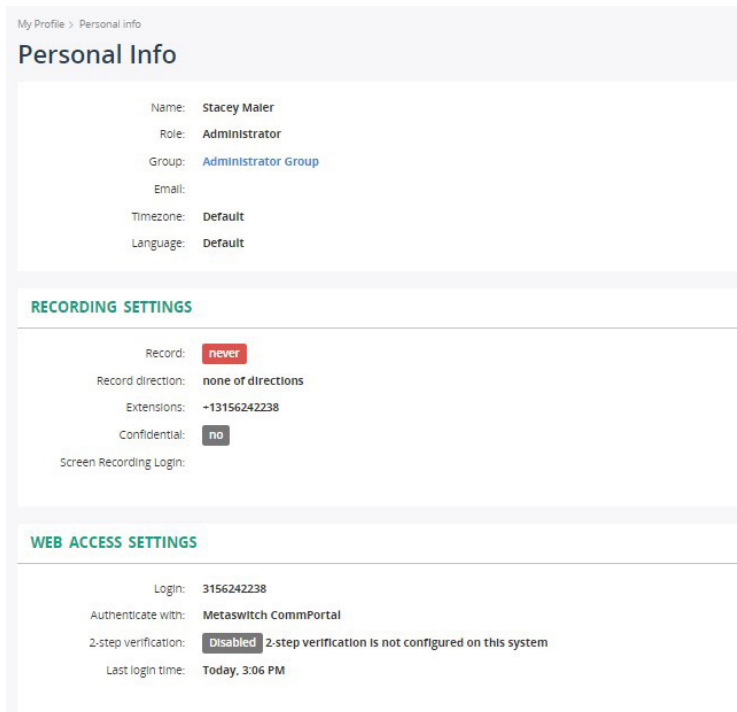 My Profile > Personal info
Personal Info
Name: Stacey Maier
Role: Administrator
Group: Administrator Group
Email:
Timezone: Default
Language: Default
RECORDING SETTINGS
Record: never
Record direction: none of directions
Extensions: +13156242238
Confidential: no
Screen Recording Login:
WEB ACCESS SETTINGS
Login: 3156242238
Authenticate with: Metaswitch CommPortal
2-step verification: Disabled 2-step verification is not configured on this system
Last login time: Today, 3:06 PM